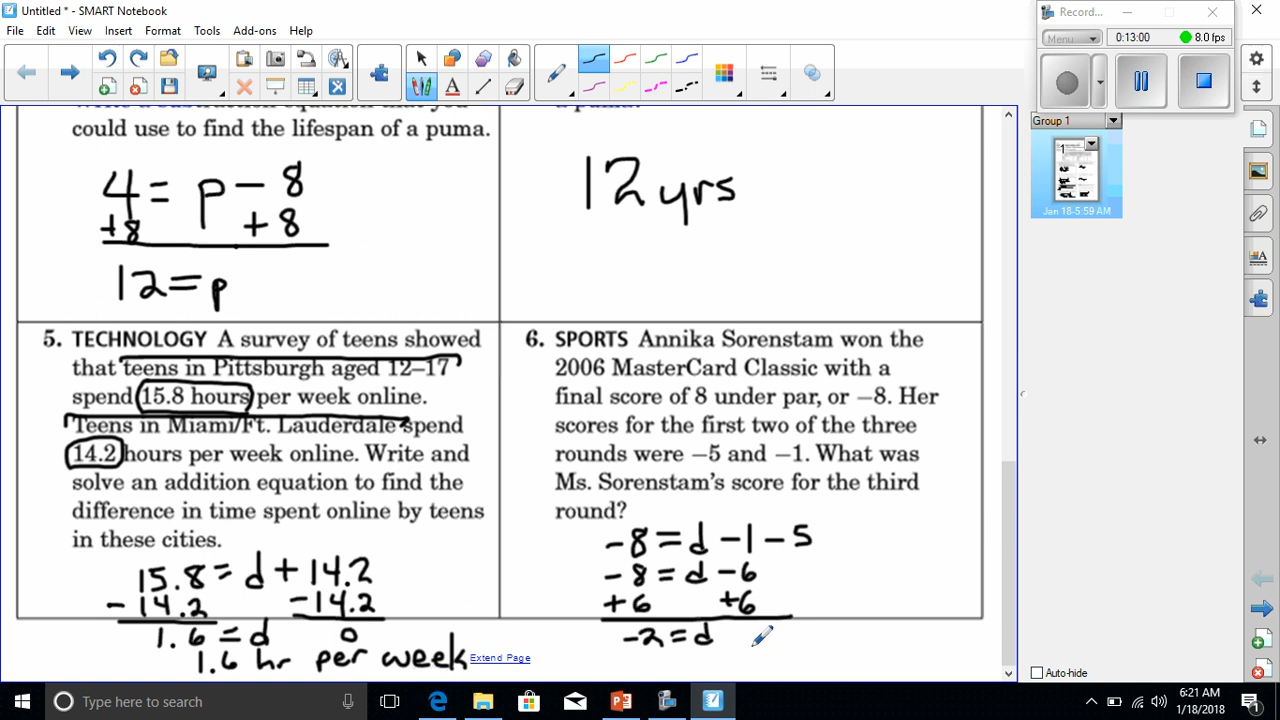 Untitled * - SMART Notebook
Record...
File Edit View Insert Format Tools Add-ons Help
Menu
0:13:00
8.0 fps
Group 1
1
Jan 18-5:59 AM
could use to find the lifespan of a puma.
4 = p - 8
+8 +8
12 = p
12 yrs
5. TECHNOLOGY A survey of teens showed
that teens in Pittsburgh aged 12–17
spend 15.8 hours per week online.
Teens in Miami/Ft. Lauderdale spend
14.2 hours per week online. Write and
solve an addition equation to find the
difference in time spent online by teens
in these cities.
15.8 = d + 14.2
- 14.2 - 14.2
1.6 = d 0
1.6 hr per week
6. SPORTS Annika Sorenstam won the
2006 MasterCard Classic with a
final score of 8 under par, or −8. Her
scores for the first two of the three
rounds were −5 and −1. What was
Ms. Sorenstam's score for the third
round?
-8 = d - 1 - 5
-8 = d - 6
+6 +6
-2 = d
Extend Page
Auto-hide
Type here to search
6:21 AM
1/18/2018